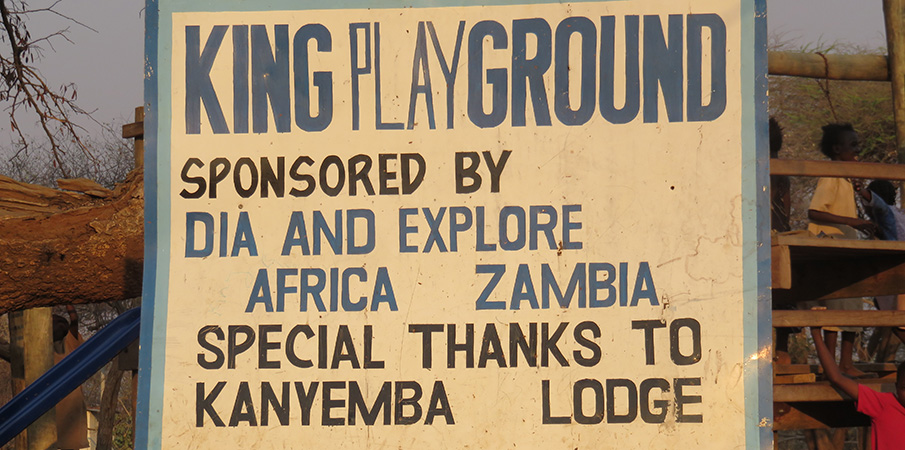 KING PLAYGROUND
SPONSORED BY
DIA AND EXPLORE
AFRICA ZAMBIA
SPECIAL THANKS TO
KANYEMBA LODGE